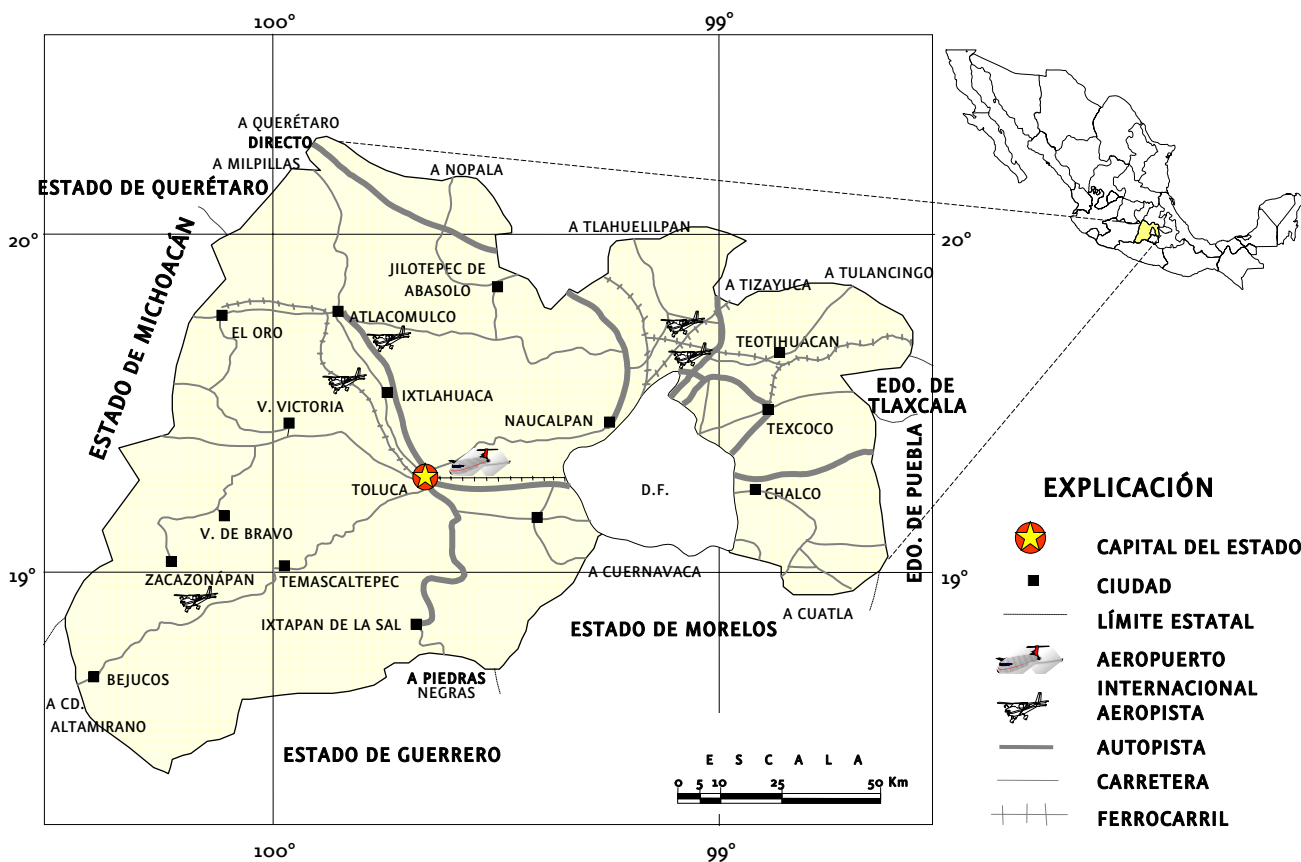 100°
99°
A QUERÉTARO
DIRECTO
A MILPILLAS
A NOPALA
ESTADO DE QUERÉTARO
A TLAHUELILPAN
20°
20°
ESTADO DE MICHOACÁN
JILOTEPEC DE
ABASOLO
A TULANCINGO
A TIZAYUCA
ATLACOMULCO
EL ORO
TEOTIHUACAN
IXTLAHUACA
EDO. DE
TLAXCALA
V. VICTORIA
NAUCALPAN
TEXCOCO
TOLUCA
D.F.
CHALCO
EDO. DE PUEBLA
V. DE BRAVO
ZACAZONÁPAN
TEMASCALTEPEC
A CUERNAVACA
19°
19°
A CUATLA
IXTAPAN DE LA SAL
ESTADO DE MORELOS
BEJUCOS
A PIEDRAS
NEGRAS
A CD.
ALTAMIRANO
ESTADO DE GUERRERO
E S C A L A
0 5 10 25 50 Km
100°
99°
EXPLICACIÓN
CAPITAL DEL ESTADO
CIUDAD
LÍMITE ESTATAL
AEROPUERTO
INTERNACIONAL
AEROPISTA
AUTOPISTA
CARRETERA
FERROCARRIL